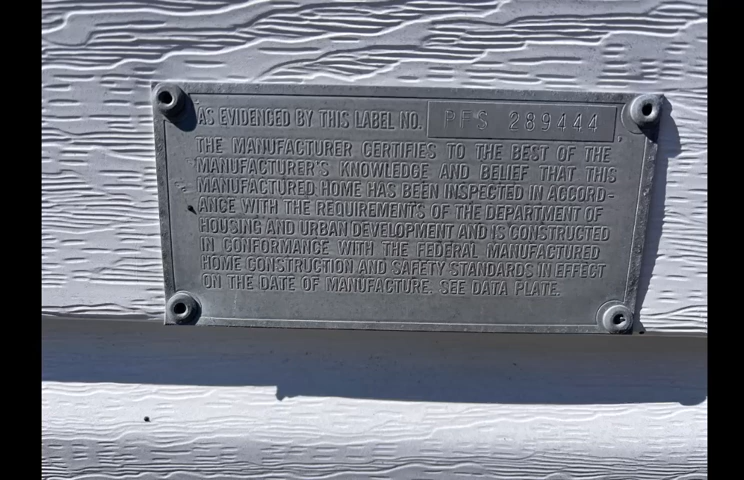 AS EVIDENCED BY THIS LABEL NO. PFS 289444,
THE MANUFACTURER CERTIFIES TO THE BEST OF THE
MANUFACTURER'S KNOWLEDGE AND BELIEF THAT THIS
MANUFACTURED HOME HAS BEEN INSPECTED IN ACCORD-
ANCE WITH THE REQUIREMENTS OF THE DEPARTMENT OF
HOUSING AND URBAN DEVELOPMENT AND IS CONSTRUCTED
IN CONFORMANCE WITH THE FEDERAL MANUFACTURED
HOME CONSTRUCTION AND SAFETY STANDARDS IN EFFECT
ON THE DATE OF MANUFACTURE. SEE DATA PLATE.